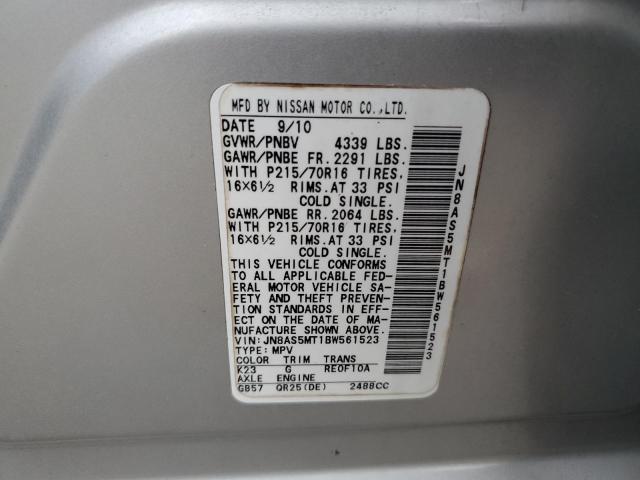 MFD BY NISSAN MOTOR CO.,LTD.
DATE 9/10
GVWR/PNBV 4339 LBS.
GAWR/PNBE FR. 2291 LBS.
WITH P215/70R16 TIRES,
16X6½ RIMS. AT 33 PSI
COLD SINGLE.
GAWR/PNBE RR. 2064 LBS.
WITH P215/70R16 TIRES,
16X6½ RIMS. AT 33 PSI
COLD SINGLE.
THIS VEHICLE CONFORMS
TO ALL APPLICABLE FED-
ERAL MOTOR VEHICLE SA-
FETY AND THEFT PREVEN-
TION STANDARDS IN EFF-
ECT ON THE DATE OF MA-
NUFACTURE SHOWN ABOVE.
VIN: JN8AS5MT1BW561523
TYPE: MPV
COLOR TRIM TRANS
K23 G RE0F10A
AXLE ENGINE
GB57 QR25(DE) 2488CC
JN8AS5MT1BW561523